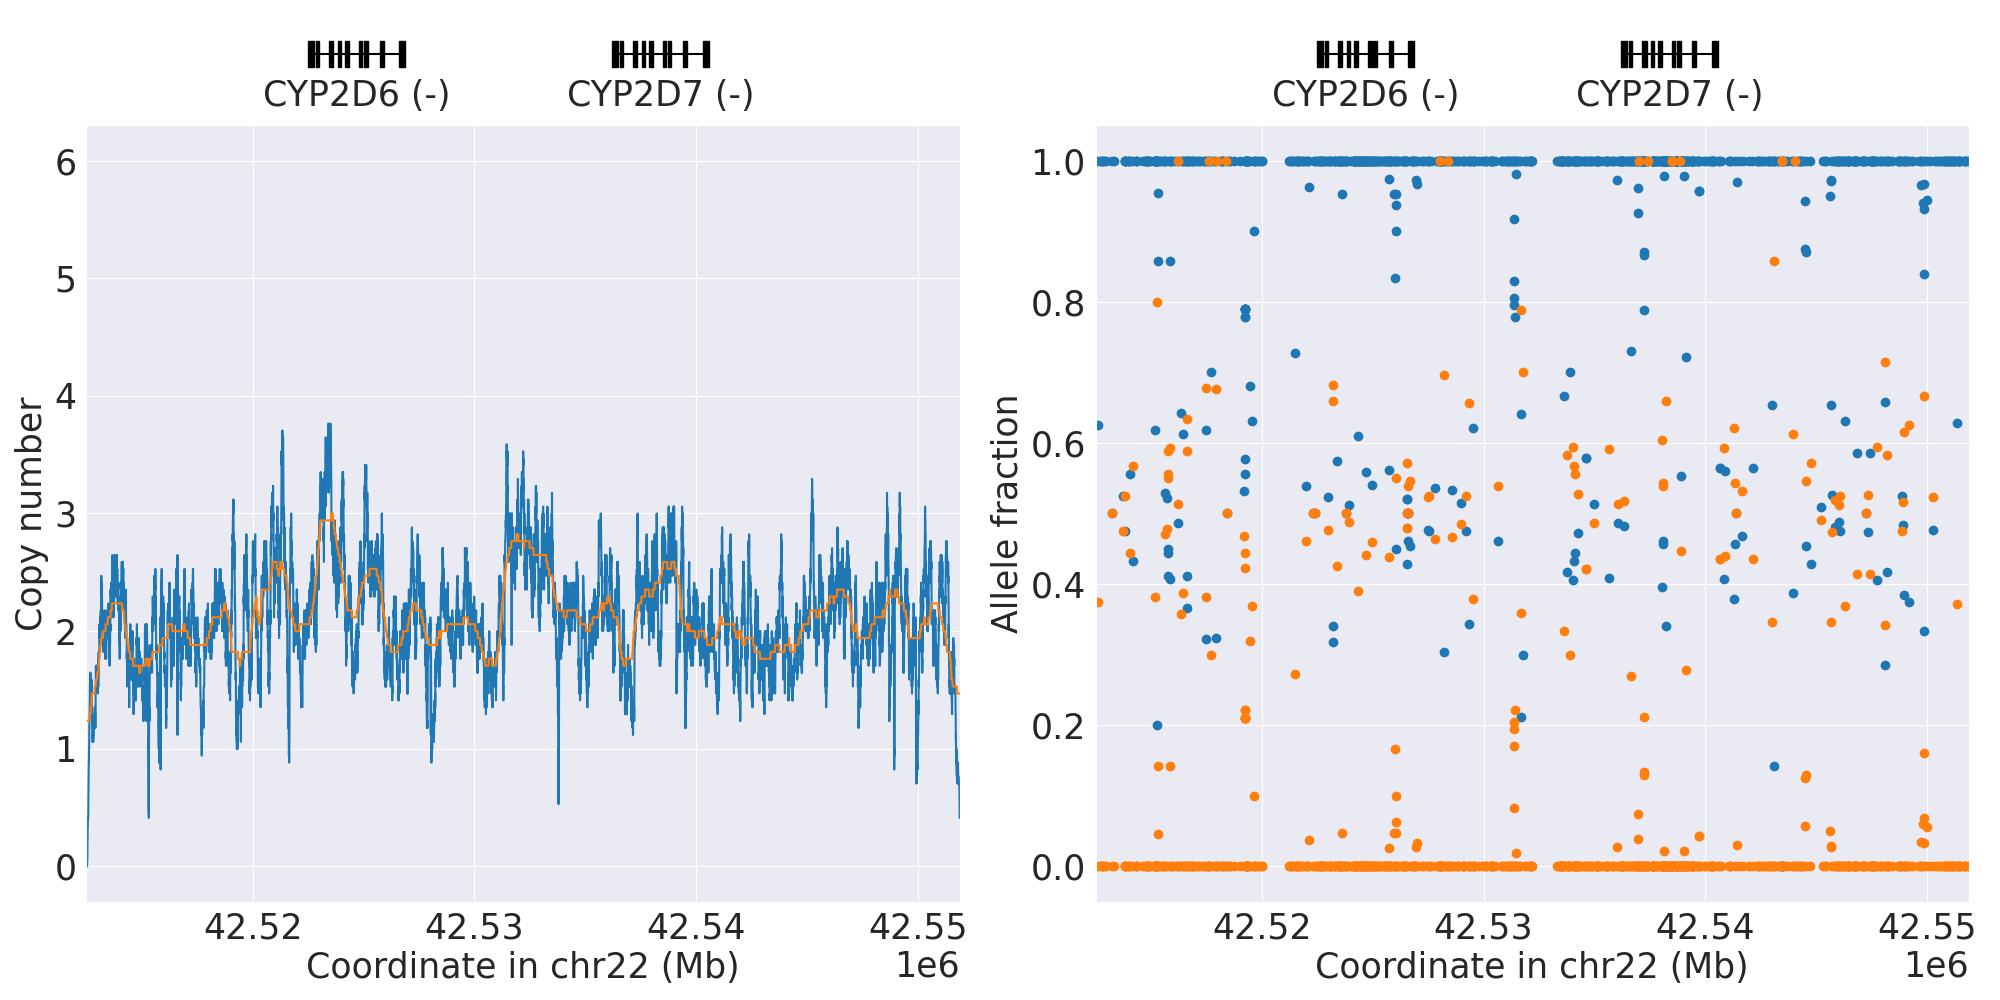 CYP2D6 (-) CYP2D7 (-)
6
5
4
3
2
1
0
Copy number
42.52 42.53 42.54 42.55
Coordinate in chr22 (Mb)
1e6
CYP2D6 (-) CYP2D7 (-)
1.0
0.8
0.6
0.4
0.2
0.0
Allele fraction
42.52 42.53 42.54 42.55
Coordinate in chr22 (Mb)
1e6